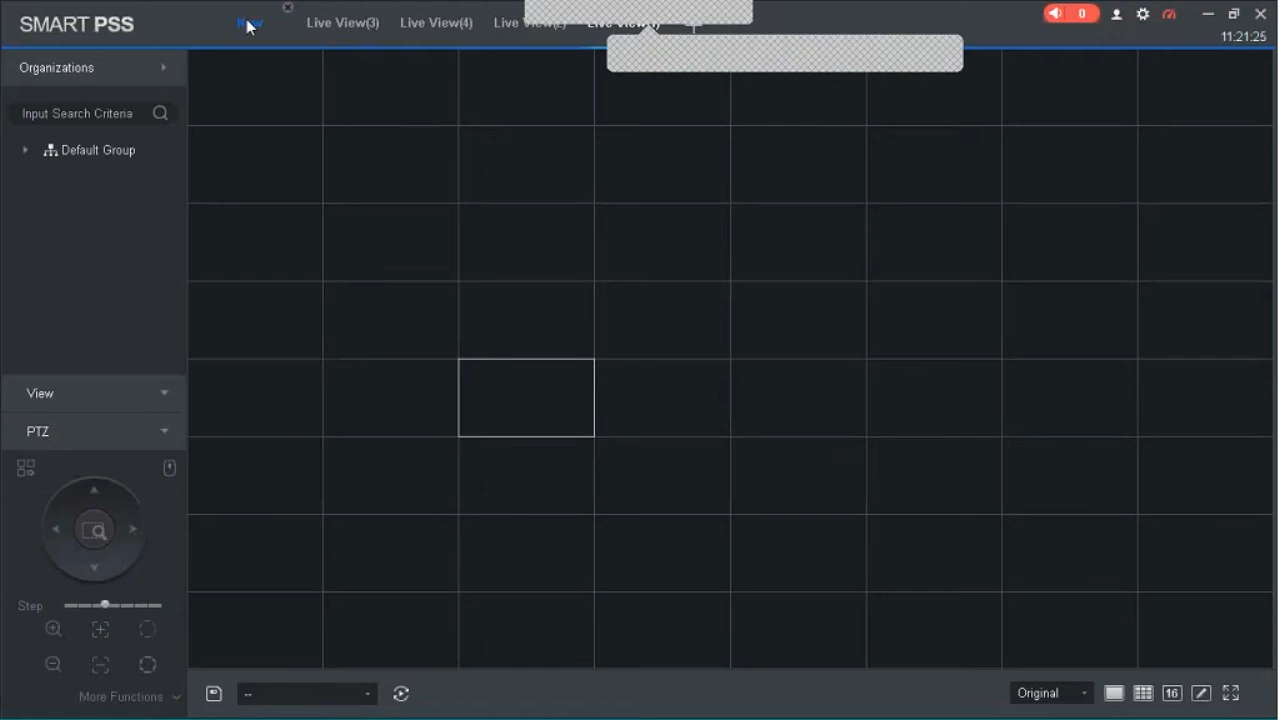 SMART PSS
New
Live View(3)
Live View(4)
0
11:21:25
Organizations
Input Search Criteria
Default Group
View
PTZ
Step
More Functions
--
Original
16